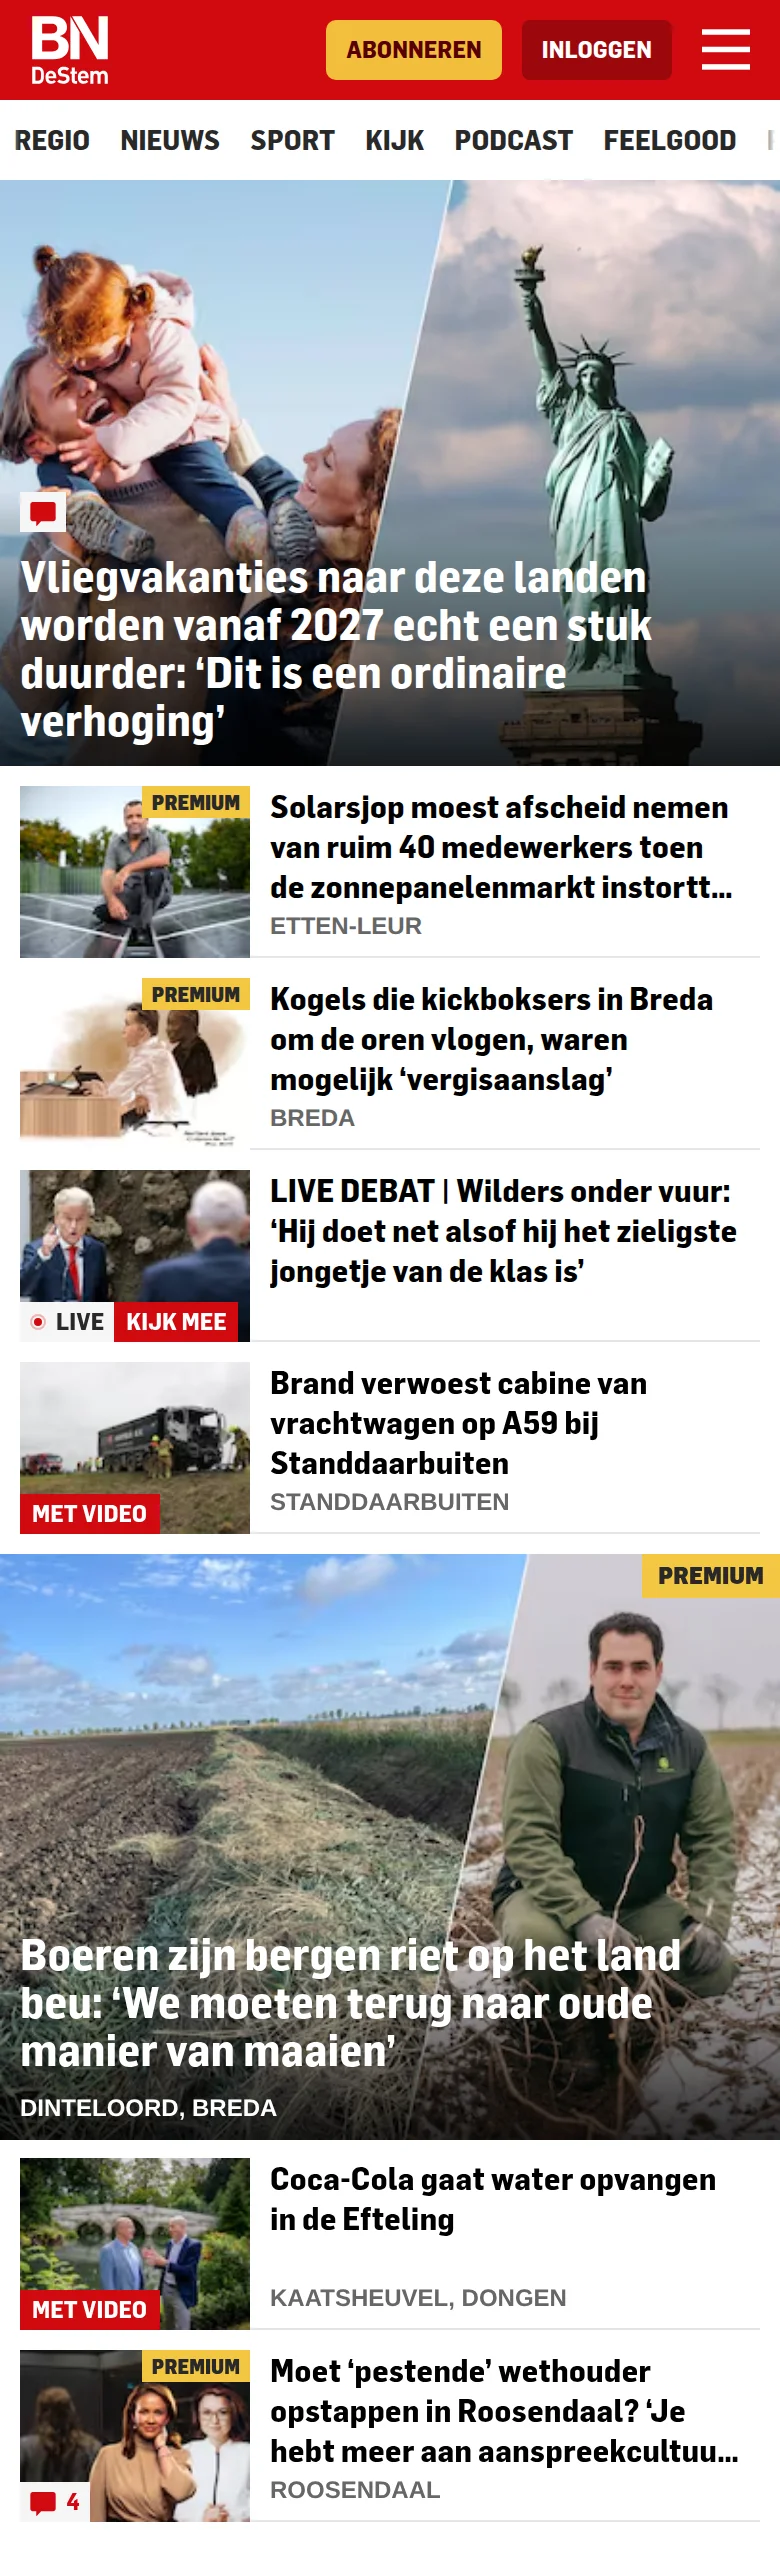 BN
DeStem
ABONNEREN
INLOGGEN
REGIO NIEUWS SPORT KIJK PODCAST FEELGOOD
Vliegvakanties naar deze landen
worden vanaf 2027 echt een stuk
duurder: ‘Dit is een ordinaire
verhoging’
PREMIUM
Solarsjop moest afscheid nemen
van ruim 40 medewerkers toen
de zonnepanelenmarkt instortt...
ETTEN-LEUR
PREMIUM
Kogels die kickboksers in Breda
om de oren vlogen, waren
mogelijk ‘vergisaanslag’
BREDA
LIVE DEBAT | Wilders onder vuur:
‘Hij doet net alsof hij het zieligste
jongetje van de klas is’
LIVE
KIJK MEE
Brand verwoest cabine van
vrachtwagen op A59 bij
Standdaarbuiten
STANDDAARBUITEN
MET VIDEO
PREMIUM
Boeren zijn bergen riet op het land
beu: ‘We moeten terug naar oude
manier van maaien’
DINTELOORD, BREDA
Coca-Cola gaat water opvangen
in de Efteling
KAATSHEUVEL, DONGEN
MET VIDEO
PREMIUM
Moet ‘pestende’ wethouder
opstappen in Roosendaal? ‘Je
hebt meer aan aanspreekcultuu...
ROOSENDAAL
4